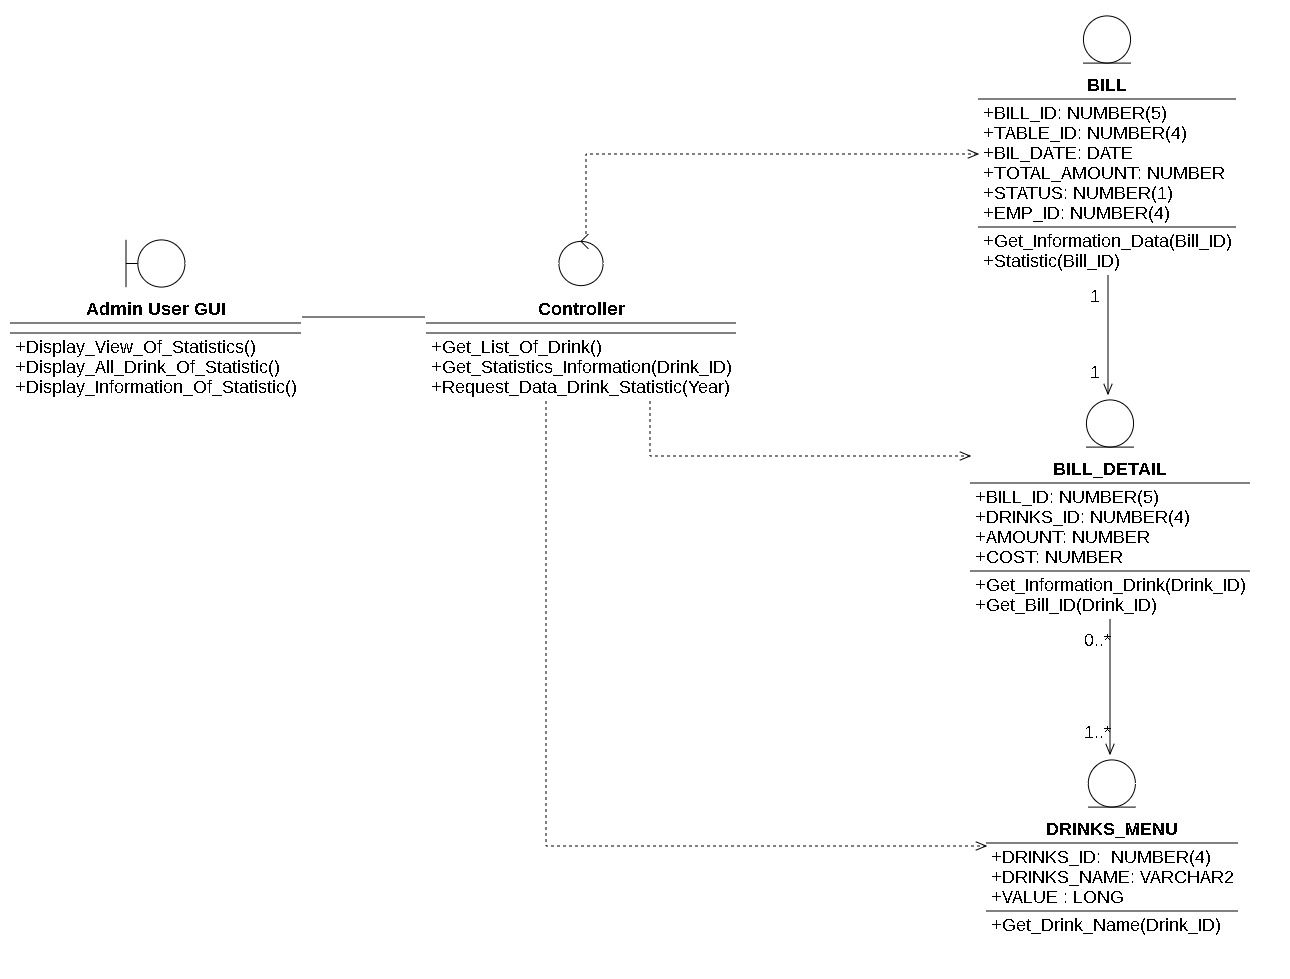 BILL
+BILL_ID: NUMBER(5)
+TABLE_ID: NUMBER(4)
+BIL_DATE: DATE
+TOTAL_AMOUNT: NUMBER
+STATUS: NUMBER(1)
+EMP_ID: NUMBER(4)
+Get_Information_Data(Bill_ID)
+Statistic(Bill_ID)
Admin User GUI
+Display_View_Of_Statistics()
+Display_All_Drink_Of_Statistic()
+Display_Information_Of_Statistic()
Controller
+Get_List_Of_Drink()
+Get_Statistics_Information(Drink_ID)
+Request_Data_Drink_Statistic(Year)
1
1
BILL_DETAIL
+BILL_ID: NUMBER(5)
+DRINKS_ID: NUMBER(4)
+AMOUNT: NUMBER
+COST: NUMBER
+Get_Information_Drink(Drink_ID)
+Get_Bill_ID(Drink_ID)
0..*
1..*
DRINKS_MENU
+DRINKS_ID:  NUMBER(4)
+DRINKS_NAME: VARCHAR2
+VALUE : LONG
+Get_Drink_Name(Drink_ID)